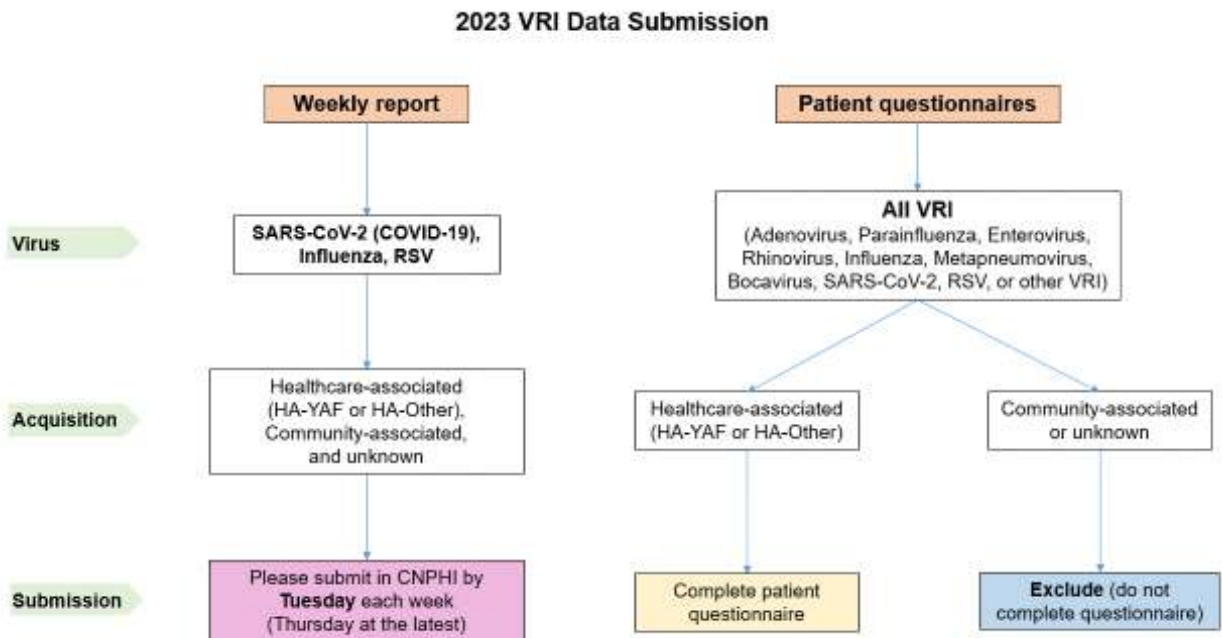 2023 VRI Data Submission
Weekly report
Patient questionnaires
Virus
SARS-CoV-2 (COVID-19),
Influenza, RSV
All VRI
(Adenovirus, Parainfluenza, Enterovirus,
Rhinovirus, Influenza, Metapneumovirus,
Bocavirus, SARS-CoV-2, RSV, or other VRI)
Acquisition
Healthcare-associated
(HA-YAF or HA-Other),
Community-associated,
and unknown
Healthcare-associated
(HA-YAF or HA-Other)
Community-associated
or unknown
Submission
Please submit in CNPHI by
Tuesday each week
(Thursday at the latest)
Complete patient
questionnaire
Exclude (do not
complete questionnaire)